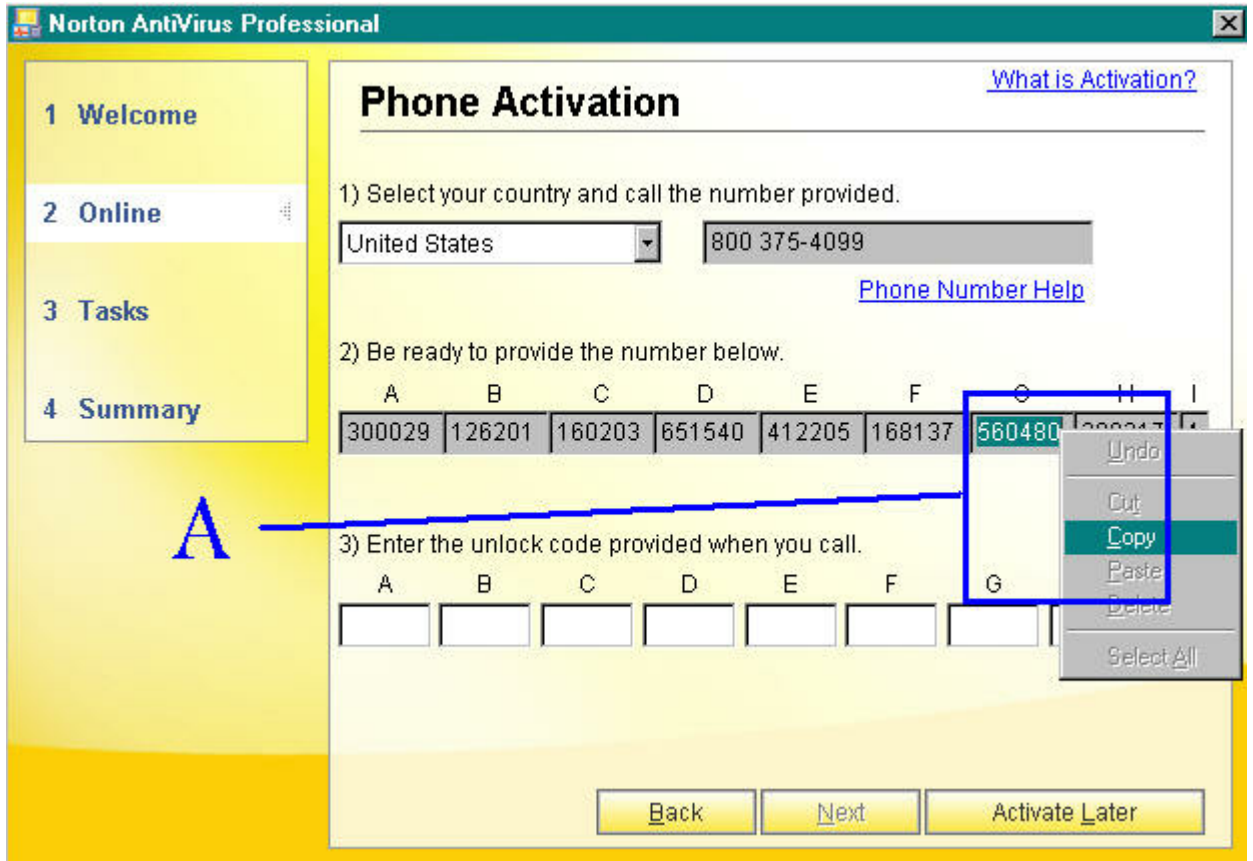 Norton AntiVirus Professional
What is Activation?
Phone Activation
1 Welcome
2 Online
3 Tasks
4 Summary
1) Select your country and call the number provided.
United States 800 375-4099
Phone Number Help
2) Be ready to provide the number below.
A B C D E F G H I
300029 126201 160203 651540 412205 168137 560480
Undo
Cut
Copy
Paste
Delete
Select All
A
3) Enter the unlock code provided when you call.
A B C D E F G
Back Next Activate Later